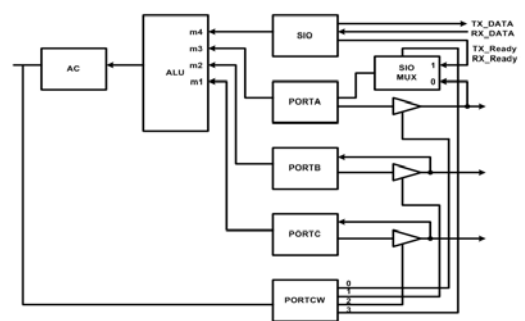 m4
SIO
TX_DATA
RX_DATA
m3
TX_Ready
RX_Ready
AC
ALU
m2
SIO
MUX
1
0
m1
PORTA
PORTB
PORTC
PORTCW
0
1
2
3